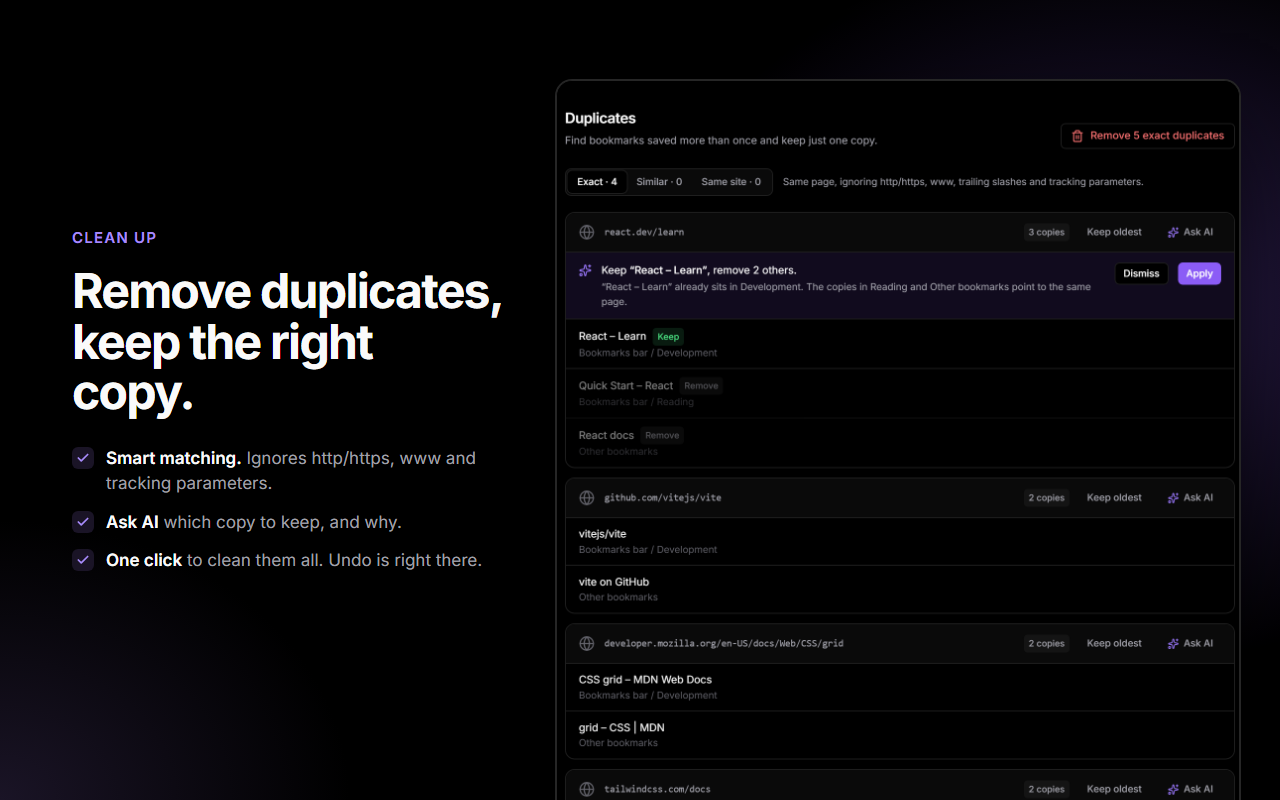 CLEAN UP
Remove duplicates,
keep the right
copy.
Smart matching. Ignores http/https, www and
tracking parameters.
Ask AI which copy to keep, and why.
One click to clean them all. Undo is right there.
Duplicates
Find bookmarks saved more than once and keep just one copy.
Remove 5 exact duplicates
Exact · 4 Similar · 0 Same site · 0 Same page, ignoring http/https, www, trailing slashes and tracking parameters.
react.dev/learn 3 copies Keep oldest Ask AI
Keep “React – Learn”, remove 2 others. Dismiss Apply
“React – Learn” already sits in Development. The copies in Reading and Other bookmarks point to the same
page.
React – Learn Keep
Bookmarks bar / Development
Quick Start – React Remove
Bookmarks bar / Reading
React docs Remove
Other bookmarks
github.com/vitejs/vite 2 copies Keep oldest Ask AI
vitejs/vite
Bookmarks bar / Development
vite on GitHub
Other bookmarks
developer.mozilla.org/en-US/docs/Web/CSS/grid 2 copies Keep oldest Ask AI
CSS grid – MDN Web Docs
Bookmarks bar / Development
grid – CSS | MDN
Other bookmarks
tailwindcss.com/docs 2 copies Keep oldest Ask AI